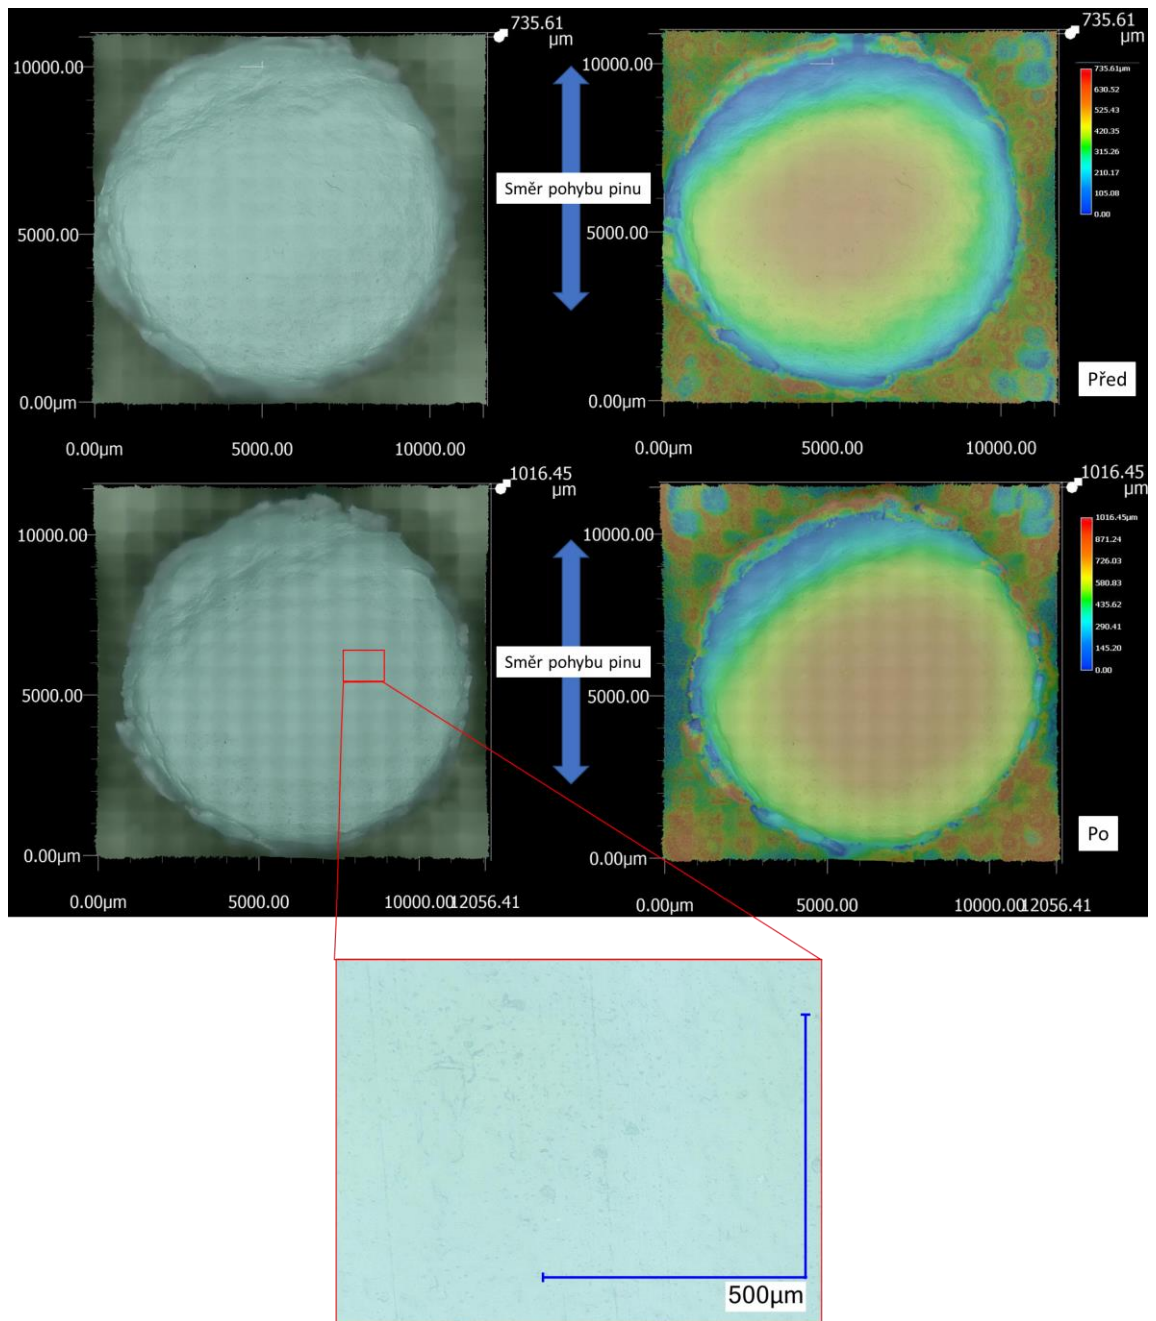 735.61
µm
10000.00
5000.00
0.00µm
0.00µm
5000.00
10000.00
Směr pohybu pinu
735.61
µm
10000.00
5000.00
0.00µm
0.00µm
5000.00
10000.00
735.61µm
630.52
525.43
420.35
315.26
210.17
105.08
0.00
Před
1016.45
µm
10000.00
5000.00
0.00µm
0.00µm
5000.00
10000.00
12056.41
Směr pohybu pinu
1016.45
µm
10000.00
5000.00
0.00µm
0.00µm
5000.00
10000.00
12056.41
1016.45µm
871.24
726.03
580.83
435.62
290.41
145.20
0.00
Po
500µm